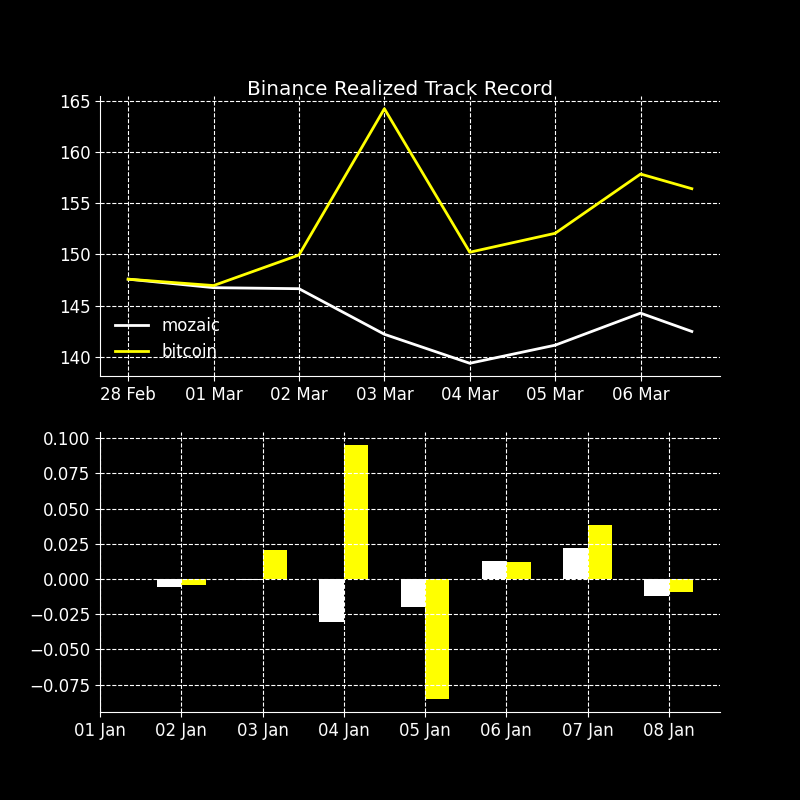 Binance Realized Track Record
165
160
155
150
145
140
mozaic
bitcoin
28 Feb 01 Mar 02 Mar 03 Mar 04 Mar 05 Mar 06 Mar
0.100
0.075
0.050
0.025
0.000
−0.025
−0.050
−0.075
01 Jan 02 Jan 03 Jan 04 Jan 05 Jan 06 Jan 07 Jan 08 Jan